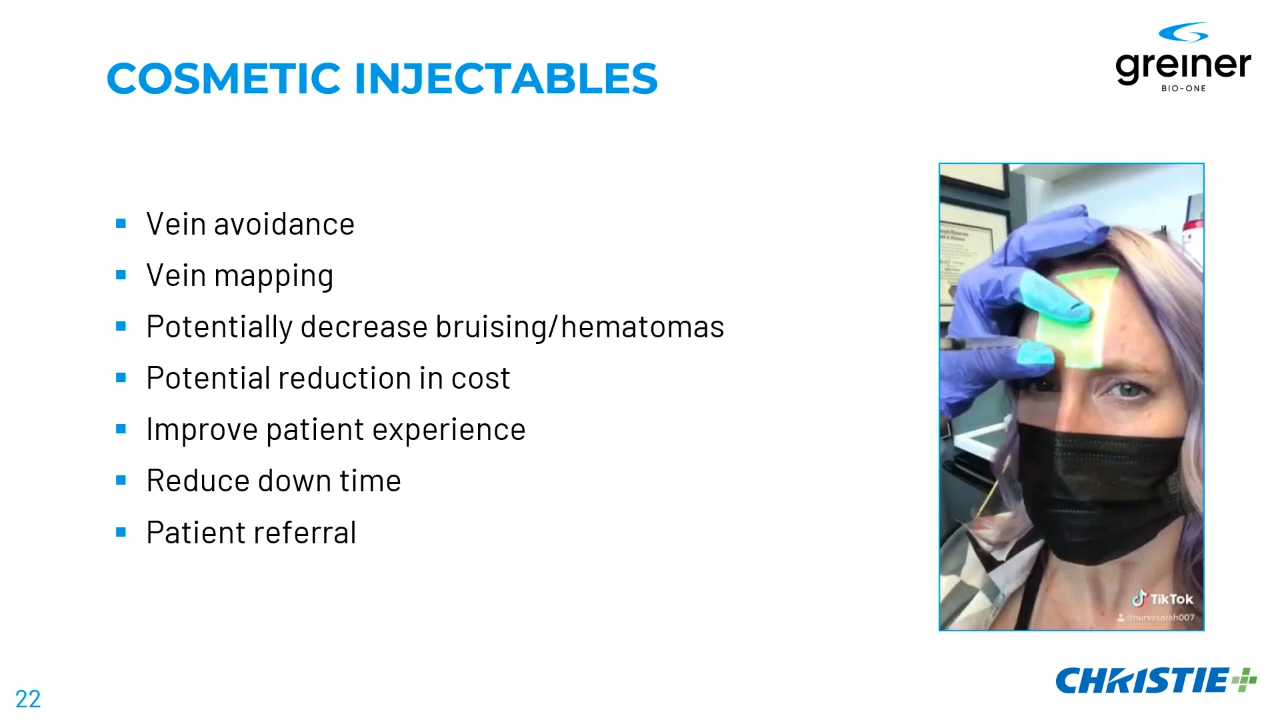 COSMETIC INJECTABLES
greiner
BIO-ONE
Vein avoidance
Vein mapping
Potentially decrease bruising/hematomas
Potential reduction in cost
Improve patient experience
Reduce down time
Patient referral
TikTok
@nursesarah007
CHRISTIE
22